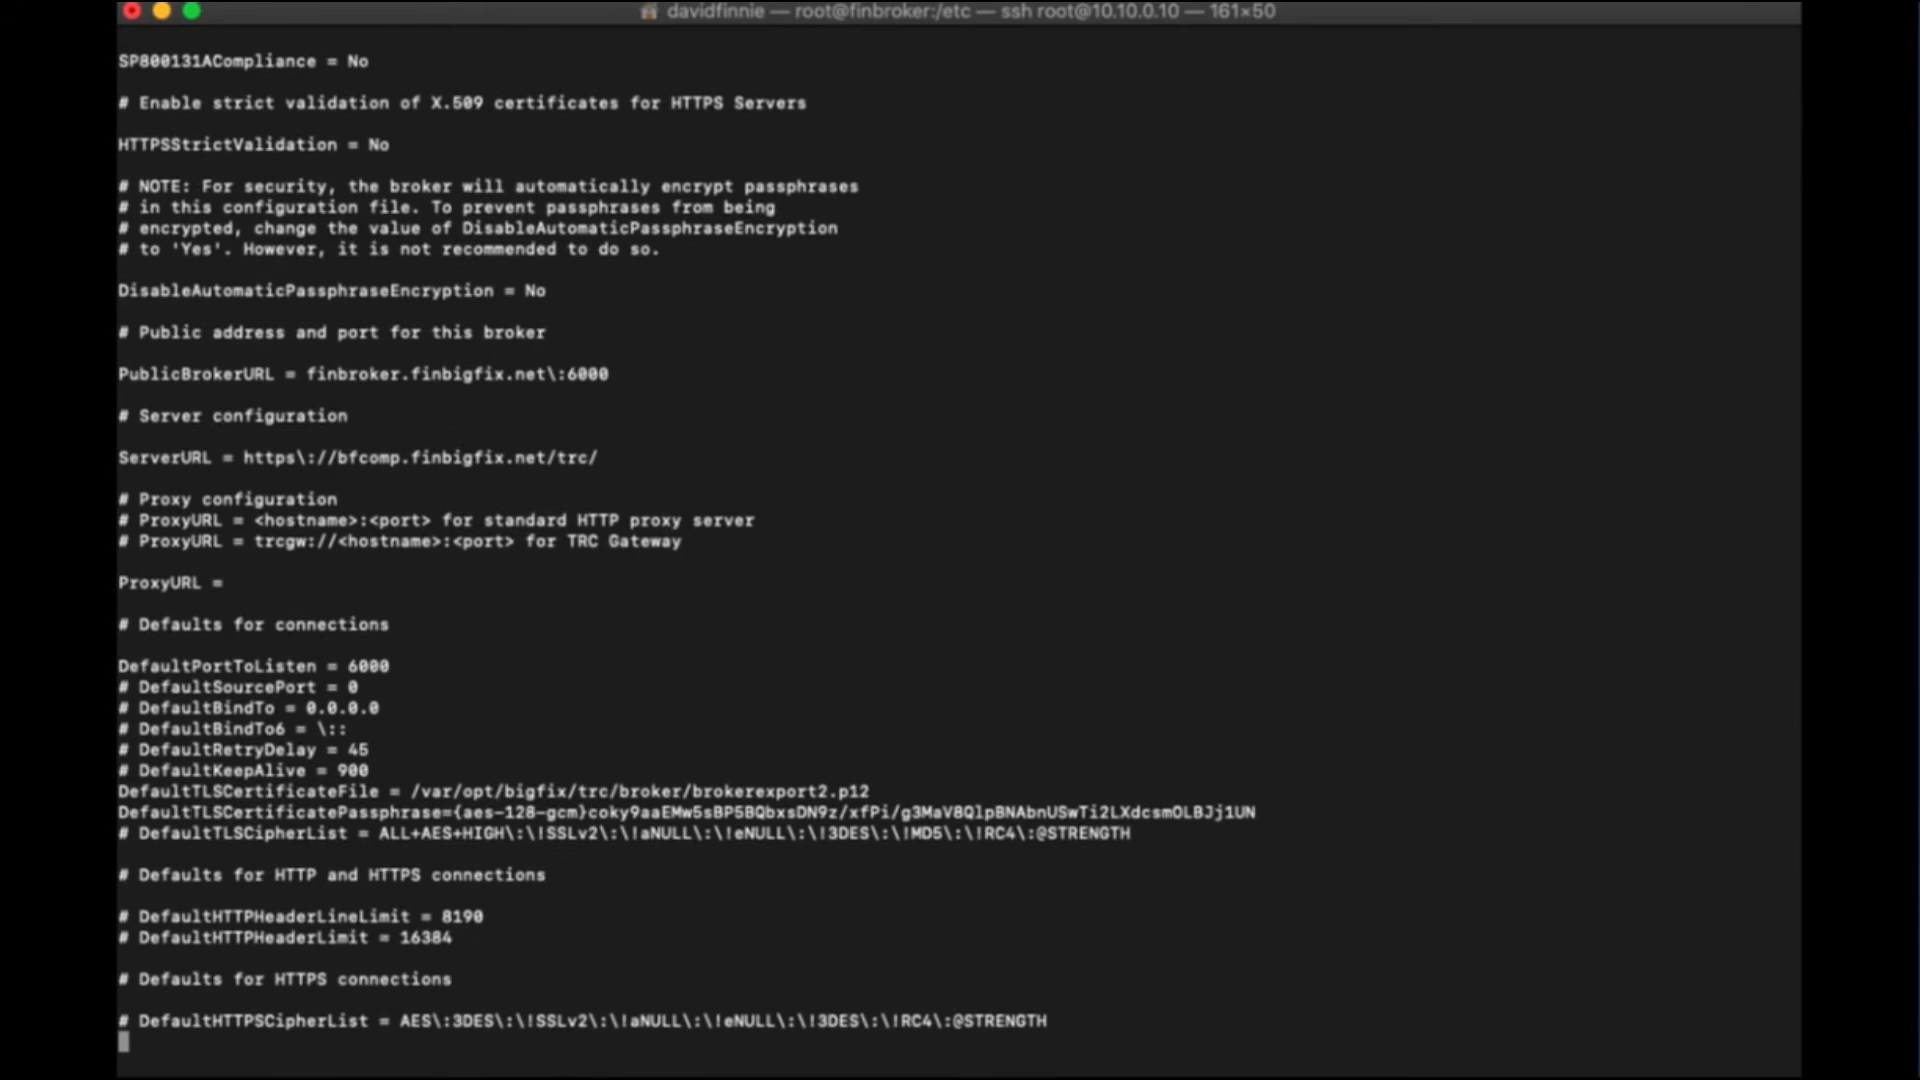 davidfinnie — root@finbroker:/etc — ssh root@10.10.0.10 — 161×50
SP800131ACompliance = No
# Enable strict validation of X.509 certificates for HTTPS Servers
HTTPSStrictValidation = No
# NOTE: For security, the broker will automatically encrypt passphrases
# in this configuration file. To prevent passphrases from being
# encrypted, change the value of DisableAutomaticPassphraseEncryption
# to 'Yes'. However, it is not recommended to do so.
DisableAutomaticPassphraseEncryption = No
# Public address and port for this broker
PublicBrokerURL = finbroker.finbigfix.net\:6000
# Server configuration
ServerURL = https\://bfcomp.finbigfix.net/trc/
# Proxy configuration
# ProxyURL = <hostname>:<port> for standard HTTP proxy server
# ProxyURL = trcgw://<hostname>:<port> for TRC Gateway
ProxyURL =
# Defaults for connections
DefaultPortToListen = 6000
# DefaultSourcePort = 0
# DefaultBindTo = 0.0.0.0
# DefaultBindTo6 = \::
# DefaultRetryDelay = 45
# DefaultKeepAlive = 900
DefaultTLSCertificateFile = /var/opt/bigfix/trc/broker/brokerexport2.p12
DefaultTLSCertificatePassphrase={aes-128-gcm}coky9aaEMw5sBP5BQbxsDN9z/xfPi/g3MaV8QlpBNAbnUSwTi2LXdcsmOLBJj1UN
# DefaultTLSCipherList = ALL+AES+HIGH\:\!SSLv2\:\!aNULL\:\!eNULL\:\!3DES\:\!MD5\:\!RC4\:@STRENGTH
# Defaults for HTTP and HTTPS connections
# DefaultHTTPHeaderLineLimit = 8190
# DefaultHTTPHeaderLimit = 16384
# Defaults for HTTPS connections
# DefaultHTTPSCipherList = AES\:3DES\:\!SSLv2\:\!aNULL\:\!eNULL\:\!3DES\:\!RC4\:@STRENGTH